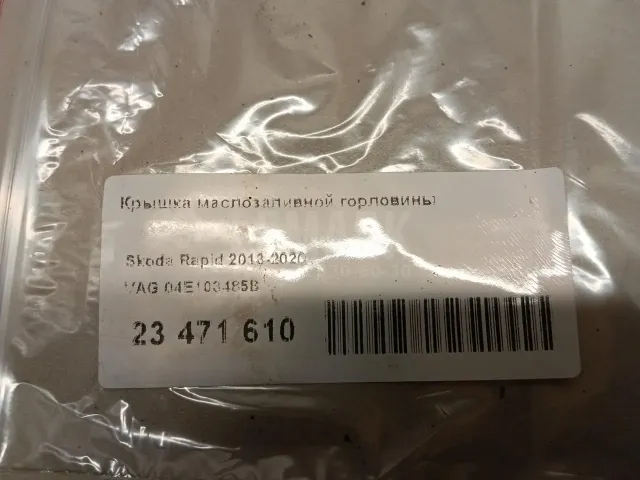 Крышка маслозаливной горловины
Skoda Rapid 2013-2020
VAG 04E103485B
23 471 610